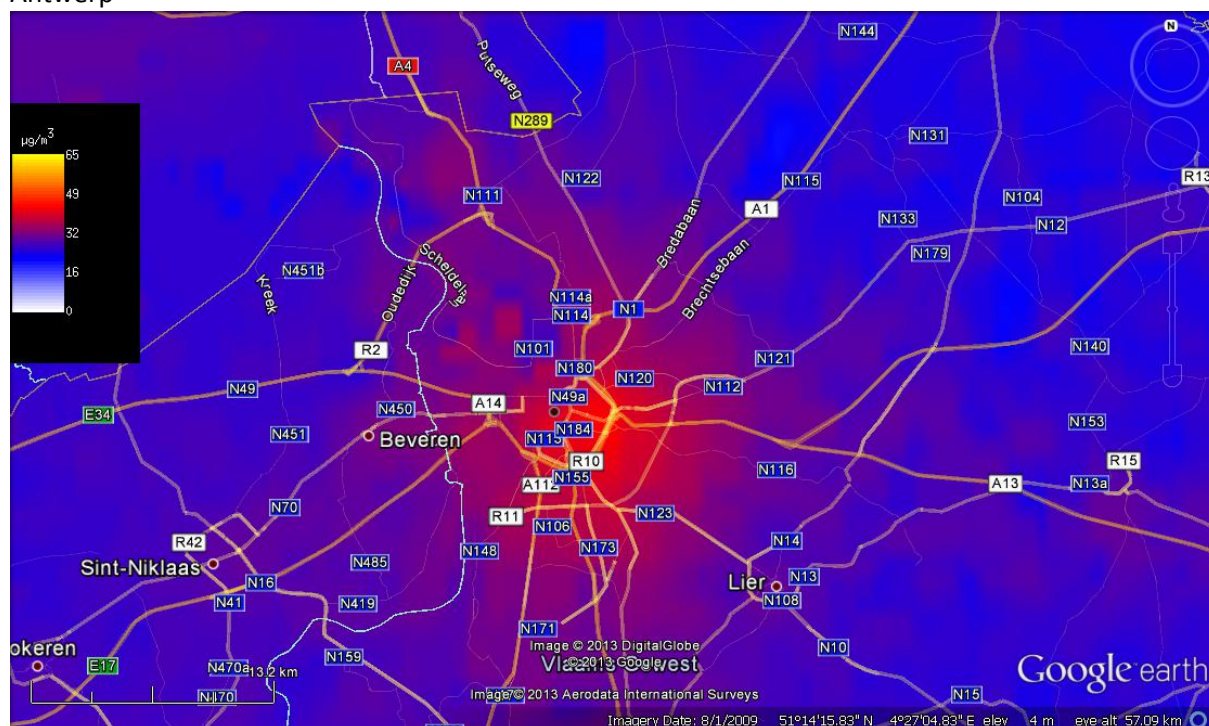 Antwerp
N
N144
A4
Putseweg
µg/m³
N289
N131
65
N122
N115
R13
49
N111
A1
N104
N133
N12
32
Bredabaan
N179
16
N451b
Kreek
Oudedijk
Brechtsebaan
0
N114a
N114
N1
R2
N101
N121
N140
N180
N120
N112
N49
A14
N49a
E34
N450
N153
N451
Beveren
N184
R10
N116
R15
N155
A13
N13a
A112
N70
R11
N123
N106
R42
N148
N173
N14
Sint-Niklaas
N485
N16
Lier
N13
N41
N419
N108
N171
Image © 2013 DigitalGlobe
N10
okeren
© 2013 Google
E17
N470a
13.2 km
N159
Google earth
Image © 2013 Aerodata International Surveys
N15
Imagery Date: 8/1/2009 51°14'15.83" N 4°27'04.83" E elev 4 m eye alt 57.09 km